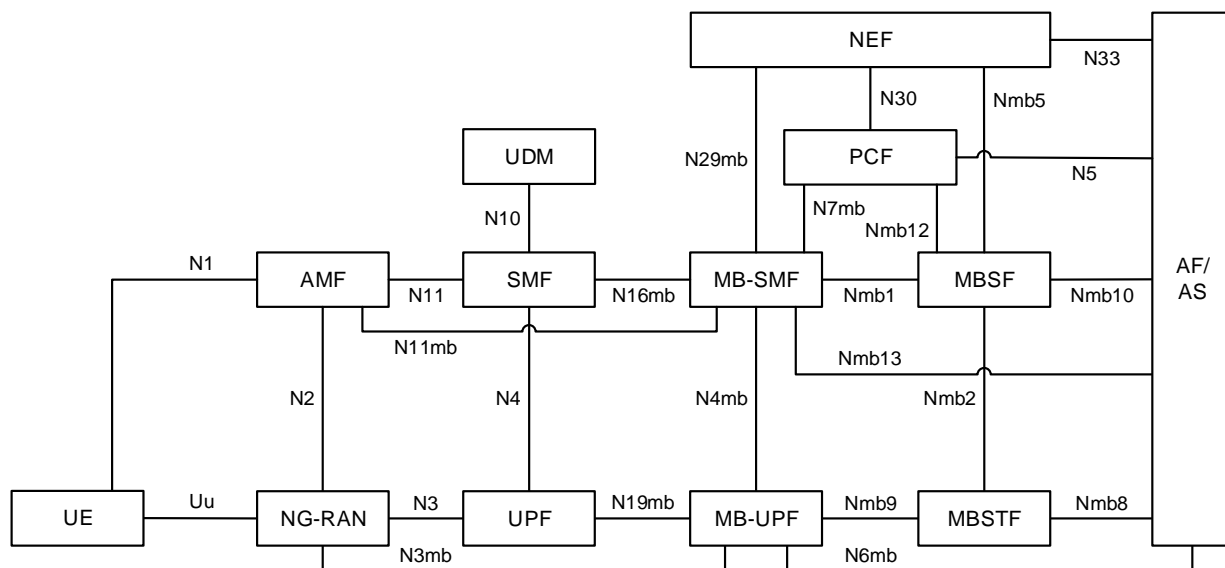 NEF
N33
N30
Nmb5
UDM
N29mb
PCF
N5
N10
N7mb
Nmb12
N1
AMF
N11
SMF
N16mb
MB-SMF
Nmb1
MBSF
Nmb10
AF/
AS
N11mb
Nmb13
N2
N4
N4mb
Nmb2
UE
Uu
NG-RAN
N3
UPF
N19mb
MB-UPF
Nmb9
MBSTF
Nmb8
N3mb
N6mb